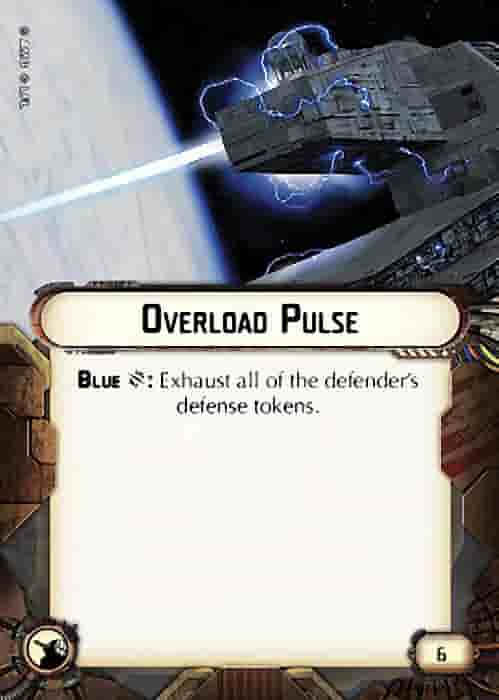 OVERLOAD PULSE
BLUE : Exhaust all of the defender's
defense tokens.
6